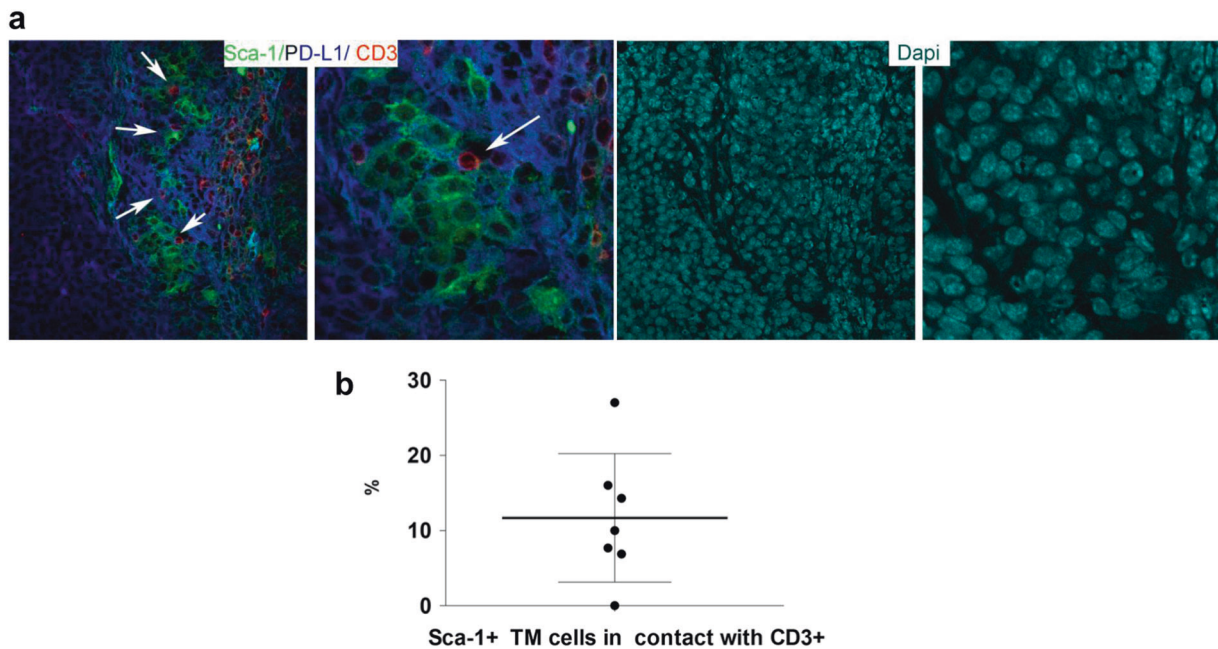 a
Sca-1/PD-L1/ CD3
Dapi
b
30
20
10
0
%
Sca-1+ TM cells in contact with CD3+